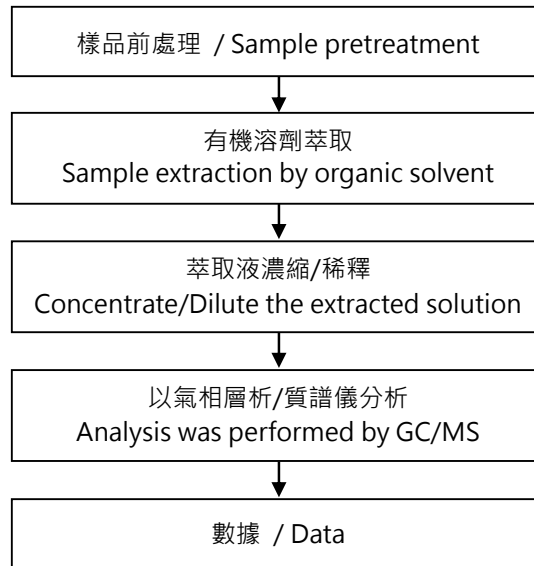 樣品前處理 / Sample pretreatment
有機溶劑萃取
Sample extraction by organic solvent
萃取液濃縮/稀釋
Concentrate/Dilute the extracted solution
以氣相層析/質譜儀分析
Analysis was performed by GC/MS
數據 / Data